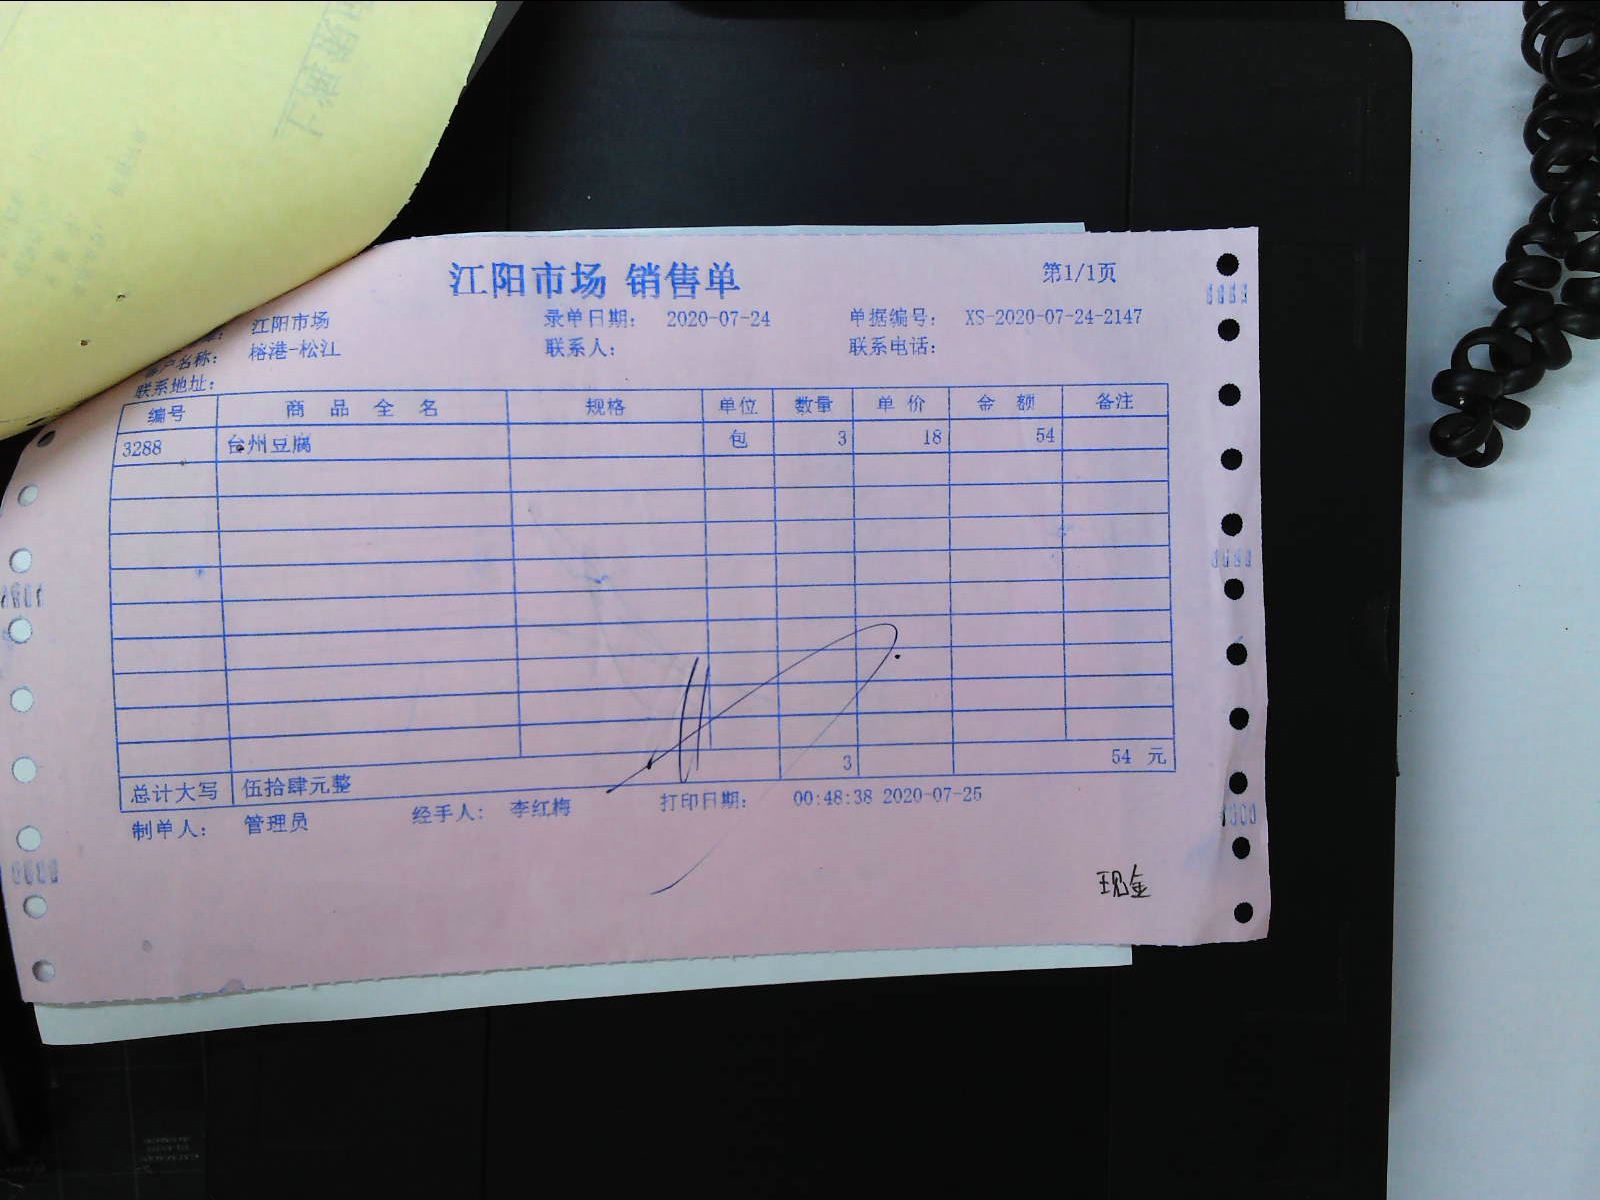 江阳市场 销售单
第1/1页
江阳市场 录单日期： 2020-07-24 单据编号： XS-2020-07-24-2147
客户名称： 榕港-松江 联系人： 联系电话：
联系地址：
编号 商品全名 规格 单位 数量 单价 金额 备注
3288 台州豆腐 包 3 18 54
3 54 元
总计大写 伍拾肆元整
制单人： 管理员 经手人： 李红梅 打印日期： 00:48:38 2020-07-25
现金